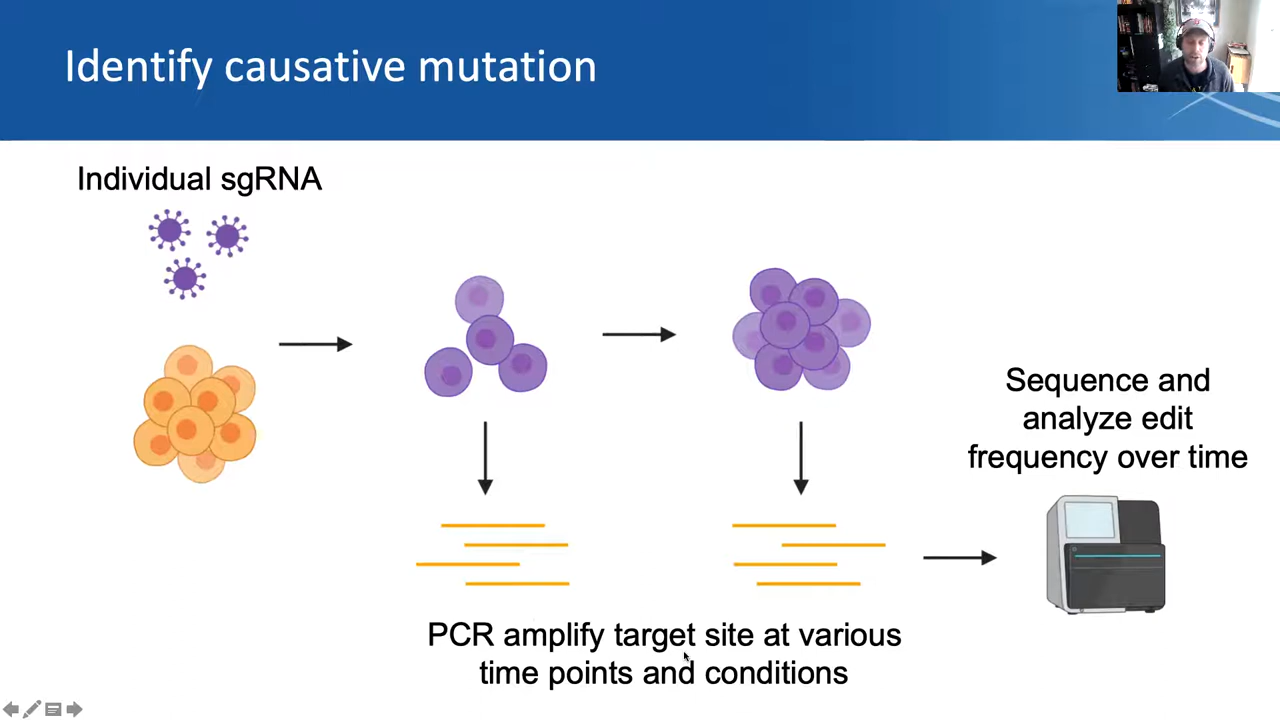 Identify causative mutation
Individual sgRNA
Sequence and
analyze edit
frequency over time
PCR amplify target site at various
time points and conditions